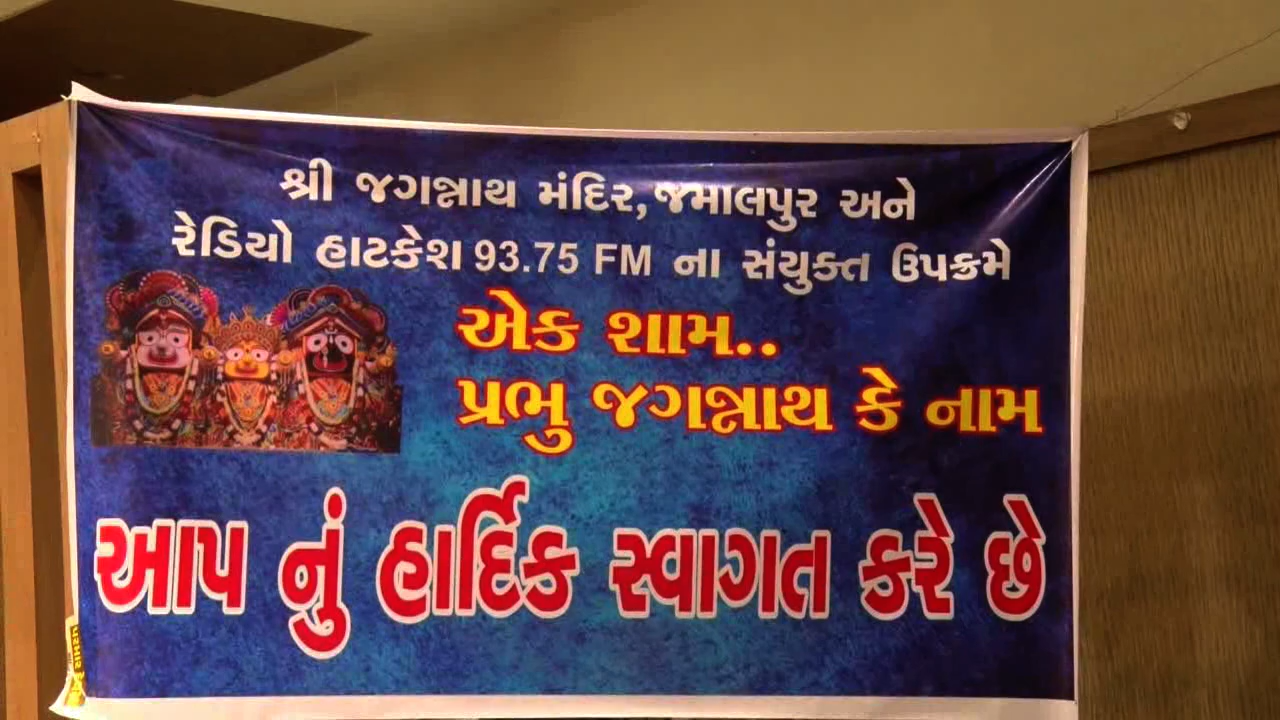 શ્રી જગન્નાથ મંદિર,જમાલપુર અને
રેડિયો હાટકેશ 93.75 FM ના સંયુક્ત ઉપક્રમે
એક શામ..
પ્રભુ જગન્નાથ કે નામ
આપ નું હાર્દિક સ્વાગત કરે છે